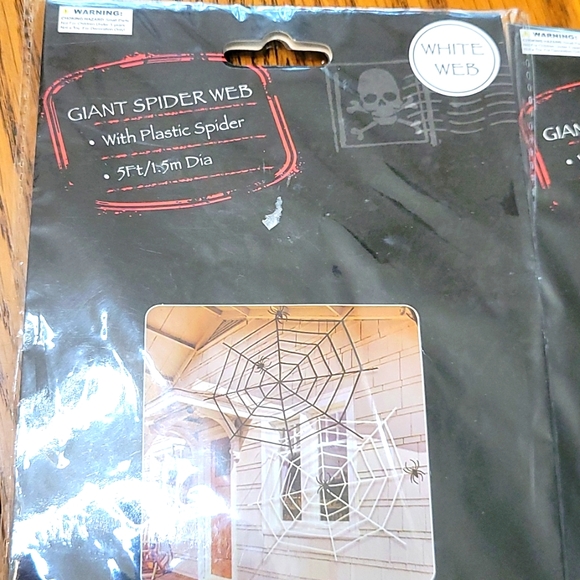 WARNING:
WHITE
WEB
GIANT SPIDER WEB
• With Plastic Spider
• 5Ft/1.5m Dia
WARNING:
GIAN
•